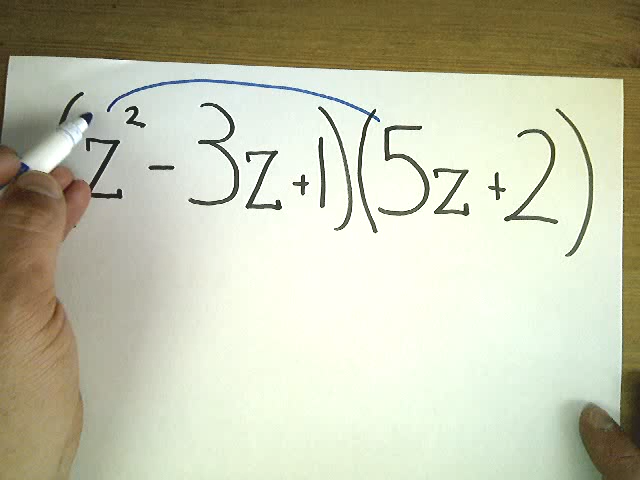 (z² - 3z + 1)(5z + 2)